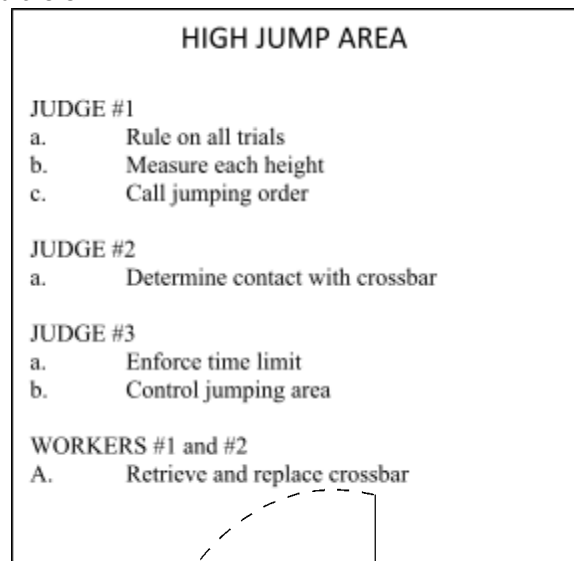 HIGH JUMP AREA
JUDGE #1
a. Rule on all trials
b. Measure each height
c. Call jumping order
JUDGE #2
a. Determine contact with crossbar
JUDGE #3
a. Enforce time limit
b. Control jumping area
WORKERS #1 and #2
A. Retrieve and replace crossbar